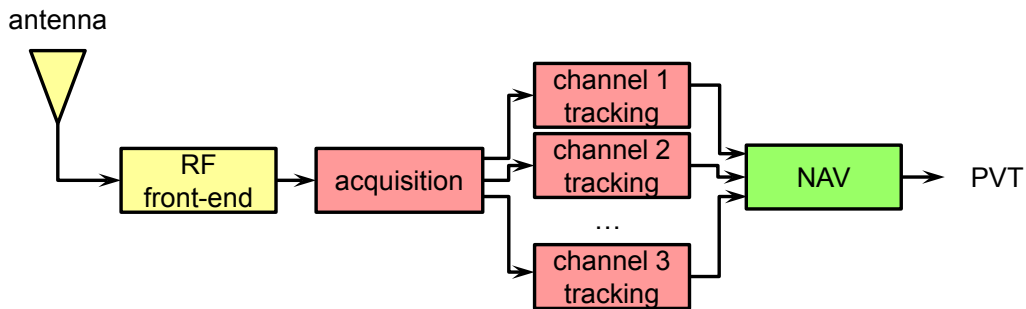 antenna
RF
front-end
acquisition
channel 1
tracking
channel 2
tracking
...
channel 3
tracking
NAV
PVT